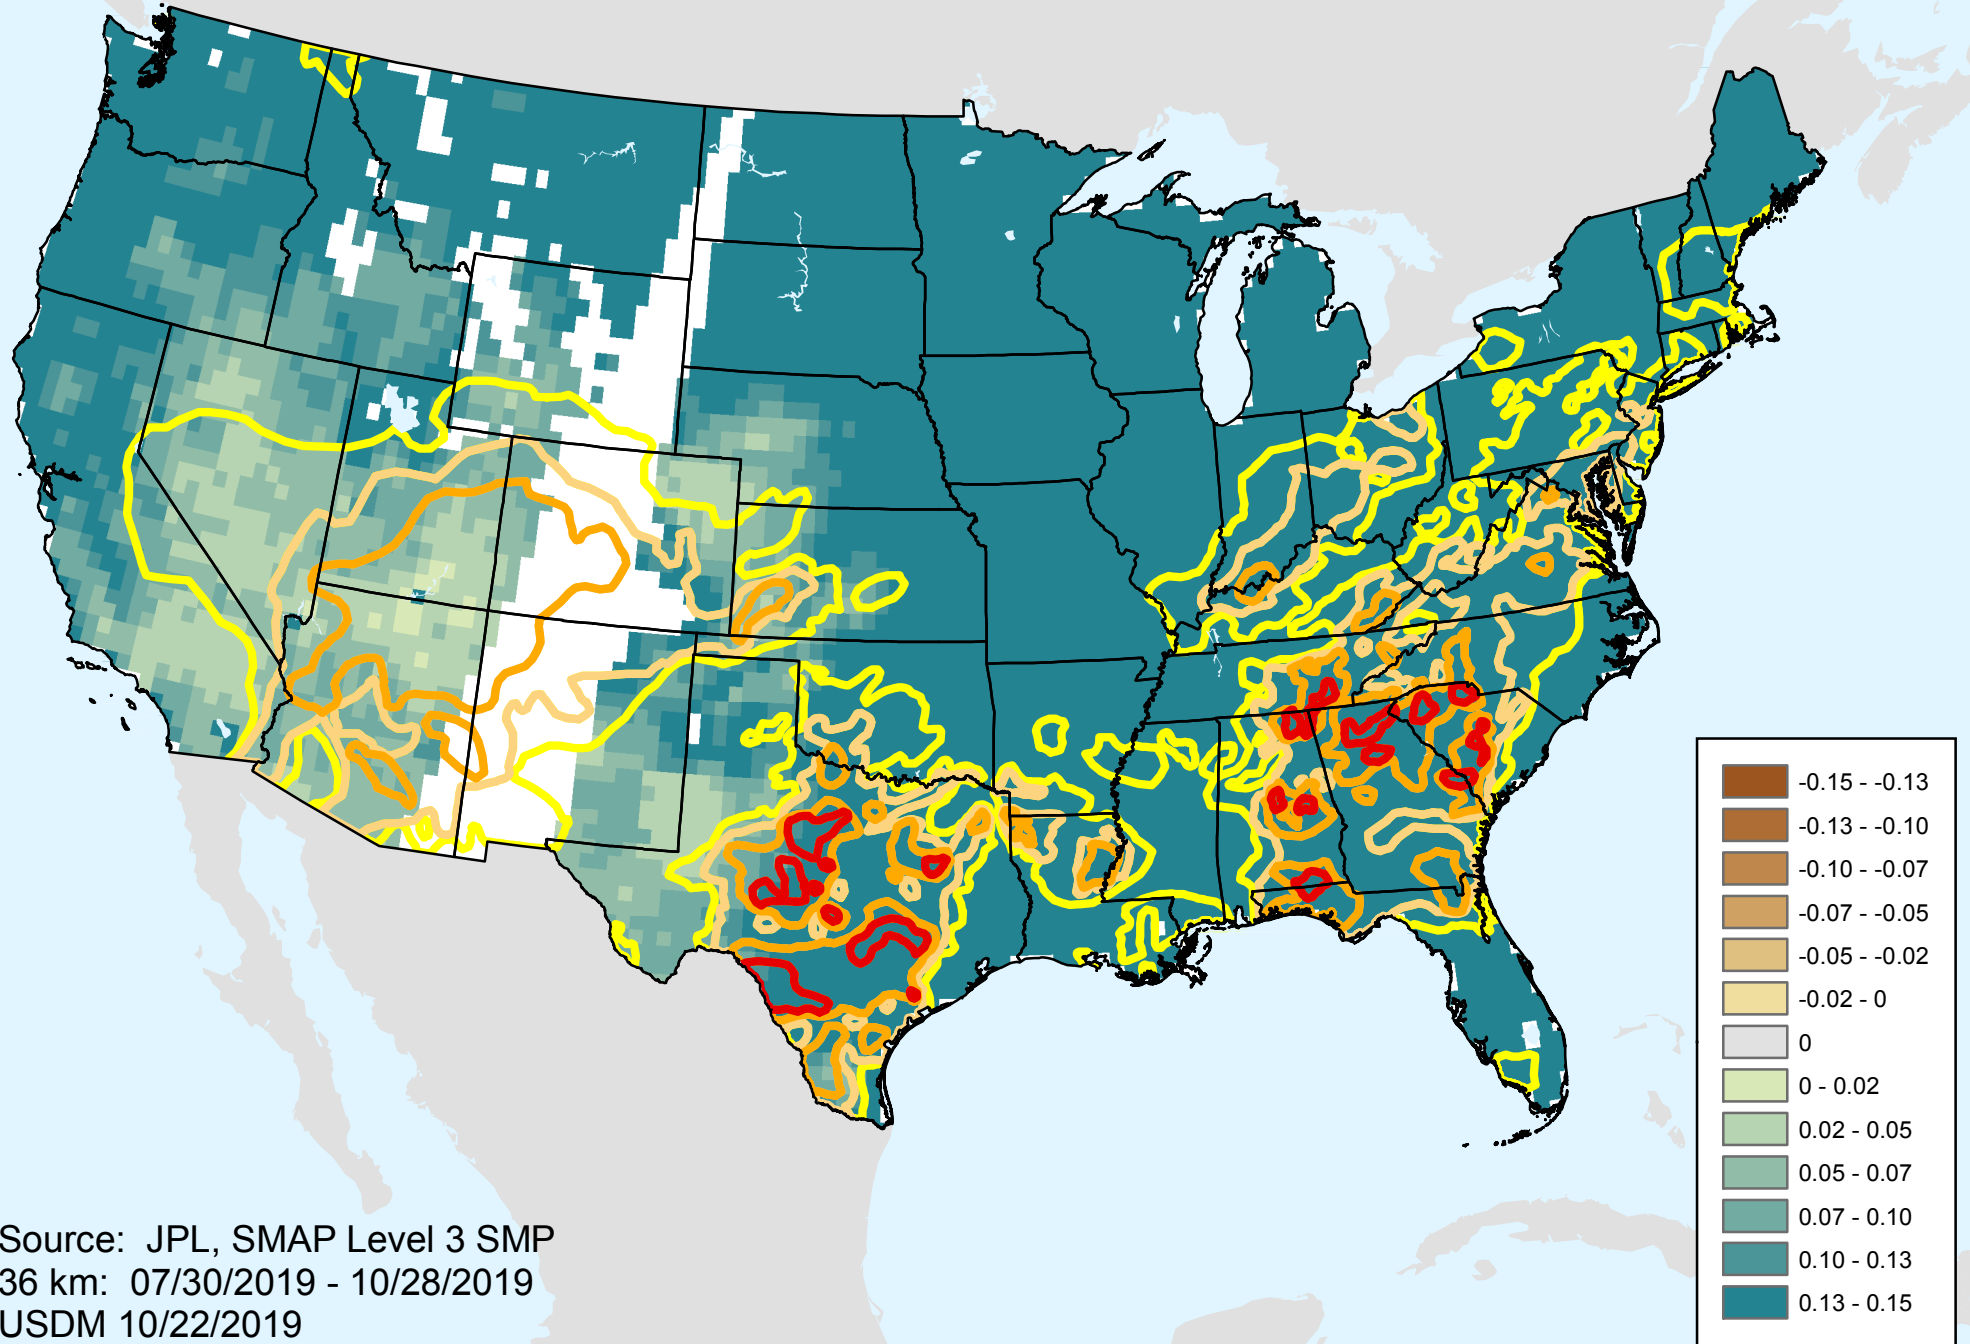 -0.15 - -0.13
-0.13 - -0.10
-0.10 - -0.07
-0.07 - -0.05
-0.05 - -0.02
-0.02 - 0
0
0 - 0.02
0.02 - 0.05
0.05 - 0.07
0.07 - 0.10
0.10 - 0.13
0.13 - 0.15
Source: JPL, SMAP Level 3 SMP
36 km: 07/30/2019 - 10/28/2019
USDM 10/22/2019